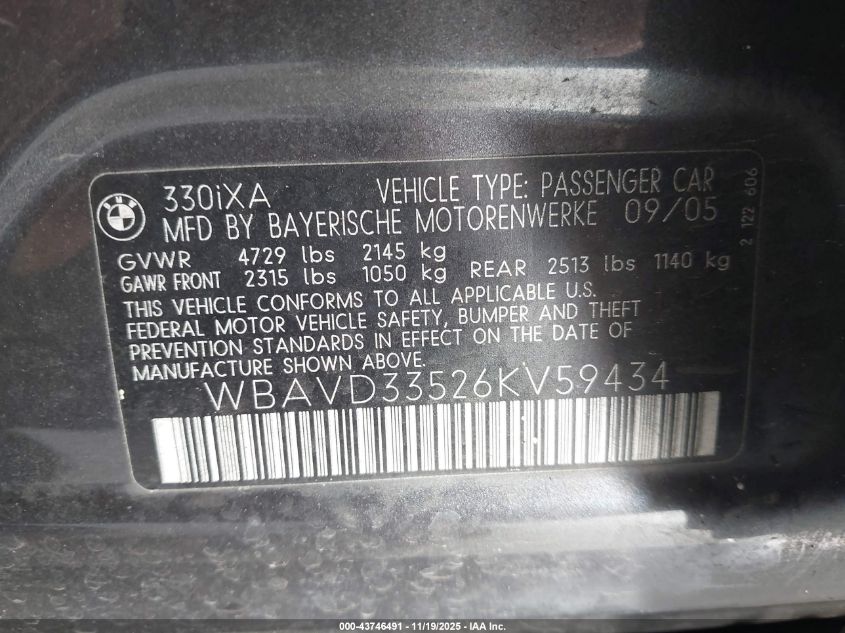 BMW
330iXA VEHICLE TYPE: PASSENGER CAR
MFD BY BAYERISCHE MOTORENWERKE 09/05
GVWR 4729 lbs 2145 kg
GAWR FRONT 2315 lbs 1050 kg REAR 2513 lbs 1140 kg
THIS VEHICLE CONFORMS TO ALL APPLICABLE U.S.
FEDERAL MOTOR VEHICLE SAFETY, BUMPER AND THEFT
PREVENTION STANDARDS IN EFFECT ON THE DATE OF
MANUFACTURE SHOWN ABOVE.
WBAVD33526KV59434
2 122 606
000-43746491 - 11/19/2025 - IAA Inc.